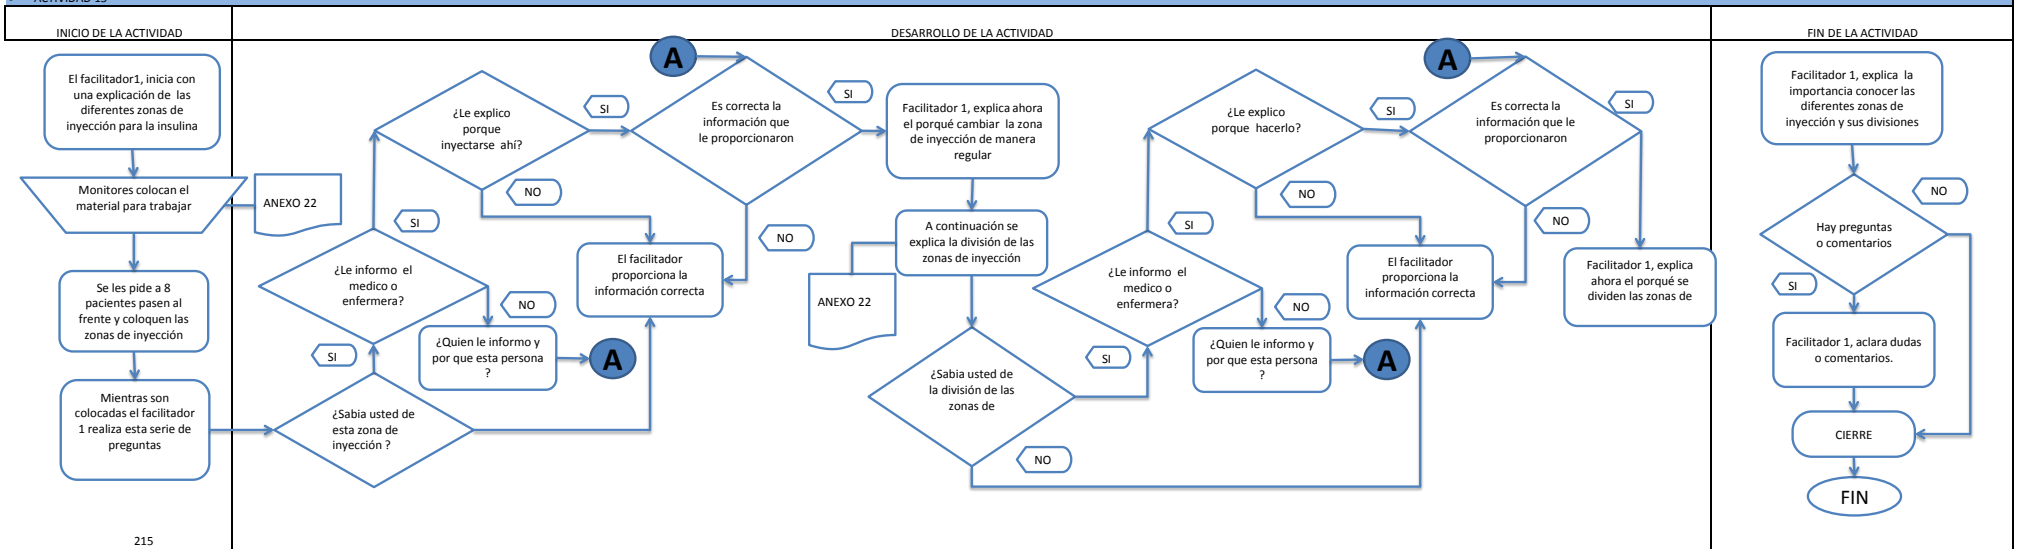 ACTIVIDAD 15
INICIO DE LA ACTIVIDAD
DESARROLLO DE LA ACTIVIDAD
FIN DE LA ACTIVIDAD
El facilitador1, inicia con
una explicación de las
diferentes zonas de
inyección para la insulina
Monitores colocan el
material para trabajar
ANEXO 22
Se les pide a 8
pacientes pasen al
frente y coloquen las
zonas de inyección
Mientras son
colocadas el facilitador
1 realiza esta serie de
preguntas
¿Sabia usted de
esta zona de
inyección ?
SI
¿Le informo el
medico o
enfermera?
SI
NO
¿Quien le informo y
por que esta persona
?
A
¿Le explico
porque
inyectarse ahí?
SI
NO
A
Es correcta la
información que
le proporcionaron
SI
NO
El facilitador
proporciona la
información correcta
Facilitador 1, explica ahora
el porqué cambiar la zona
de inyección de manera
regular
A continuación se
explica la división de las
zonas de inyección
ANEXO 22
¿Sabia usted de
la división de las
zonas de
SI
NO
¿Le informo el
medico o
enfermera?
SI
NO
¿Quien le informo y
por que esta persona
?
A
¿Le explico
porque hacerlo?
SI
NO
A
Es correcta la
información que le
proporcionaron
SI
NO
El facilitador
proporciona la
información correcta
Facilitador 1, explica
ahora el porqué se
dividen las zonas de
Facilitador 1, explica la
importancia conocer las
diferentes zonas de
inyección y sus divisiones
Hay preguntas
o comentarios
NO
SI
Facilitador 1, aclara dudas
o comentarios.
CIERRE
FIN
215